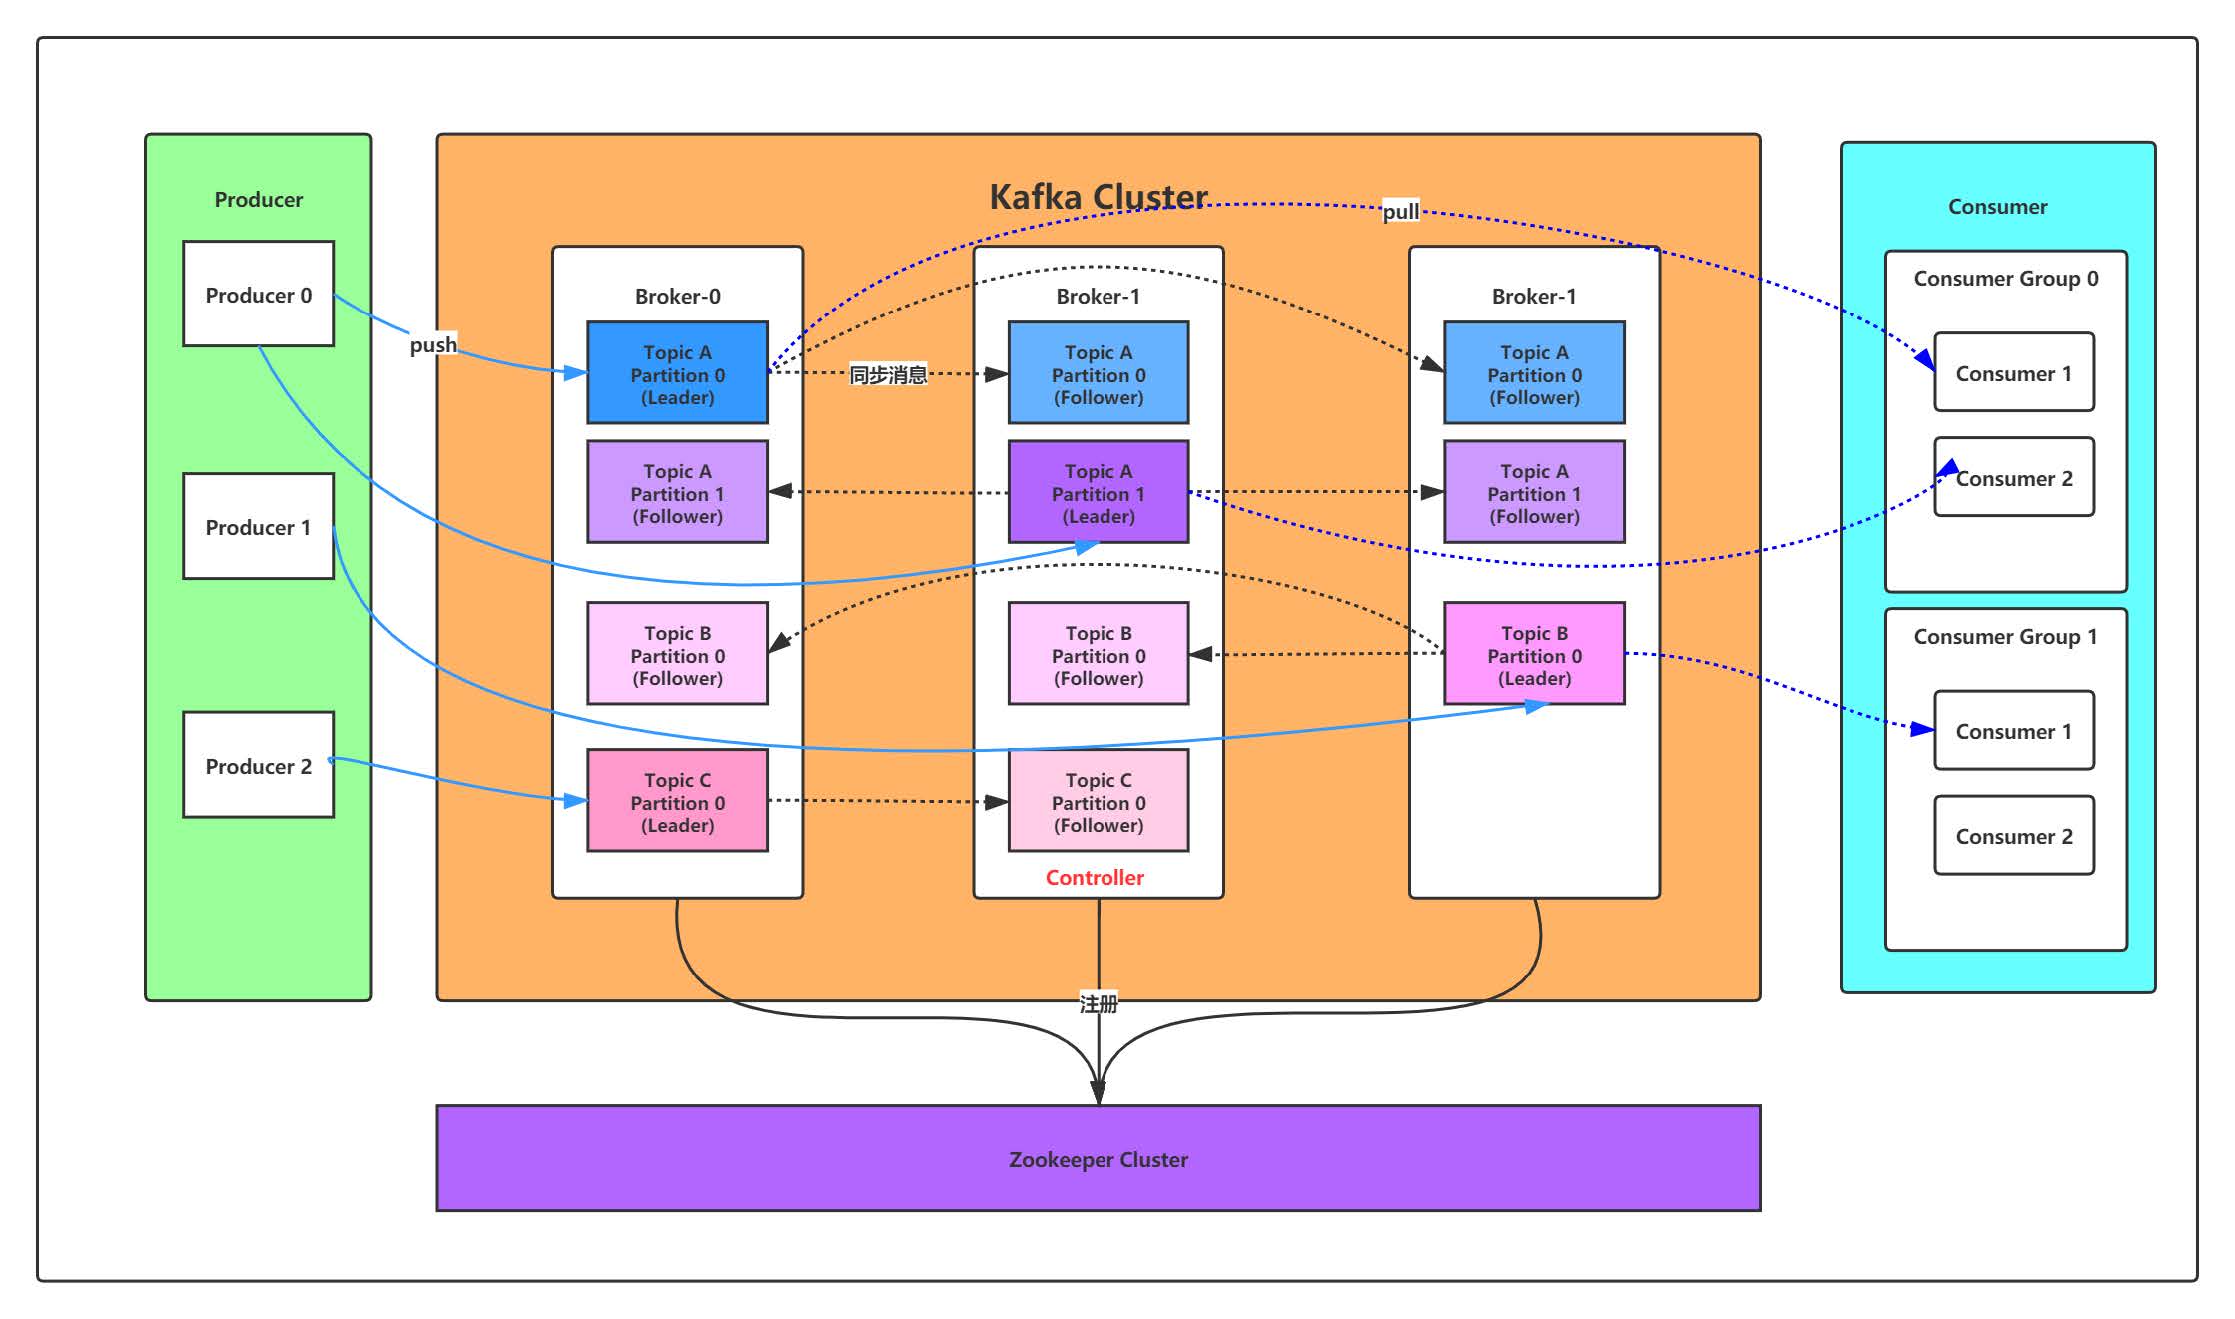 Producer
Producer 0
Producer 1
Producer 2
push
Kafka Cluster
pull
Broker-0
Topic A
Partition 0
(Leader)
Topic A
Partition 1
(Follower)
Topic B
Partition 0
(Follower)
Topic C
Partition 0
(Leader)
同步消息
Broker-1
Topic A
Partition 0
(Follower)
Topic A
Partition 1
(Leader)
Topic B
Partition 0
(Follower)
Topic C
Partition 0
(Follower)
Controller
Broker-1
Topic A
Partition 0
(Follower)
Topic A
Partition 1
(Follower)
Topic B
Partition 0
(Leader)
Consumer
Consumer Group 0
Consumer 1
Consumer 2
Consumer Group 1
Consumer 1
Consumer 2
注册
Zookeeper Cluster